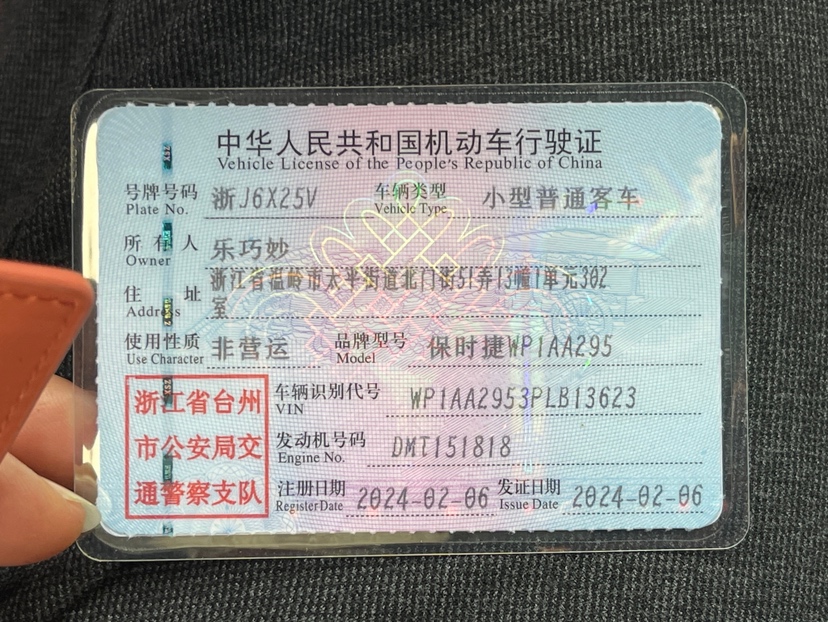 中华人民共和国机动车行驶证
Vehicle License of the People's Republic of China
号牌号码 浙J6X25V 车辆类型 小型普通客车
Plate No. Vehicle Type
所有人 乐巧妙
Owner
住址 浙江省温岭市太平街道北门街51弄13幢1单元302
Address 室
使用性质 非营运 品牌型号 保时捷WP1AA295
Use Character Model
浙江省台州 车辆识别代号 WP1AA2953PLB13623
VIN
市公安局交 发动机号码 DMT151818
Engine No.
通警察支队 注册日期 2024-02-06 发证日期 2024-02-06
Register Date Issue Date